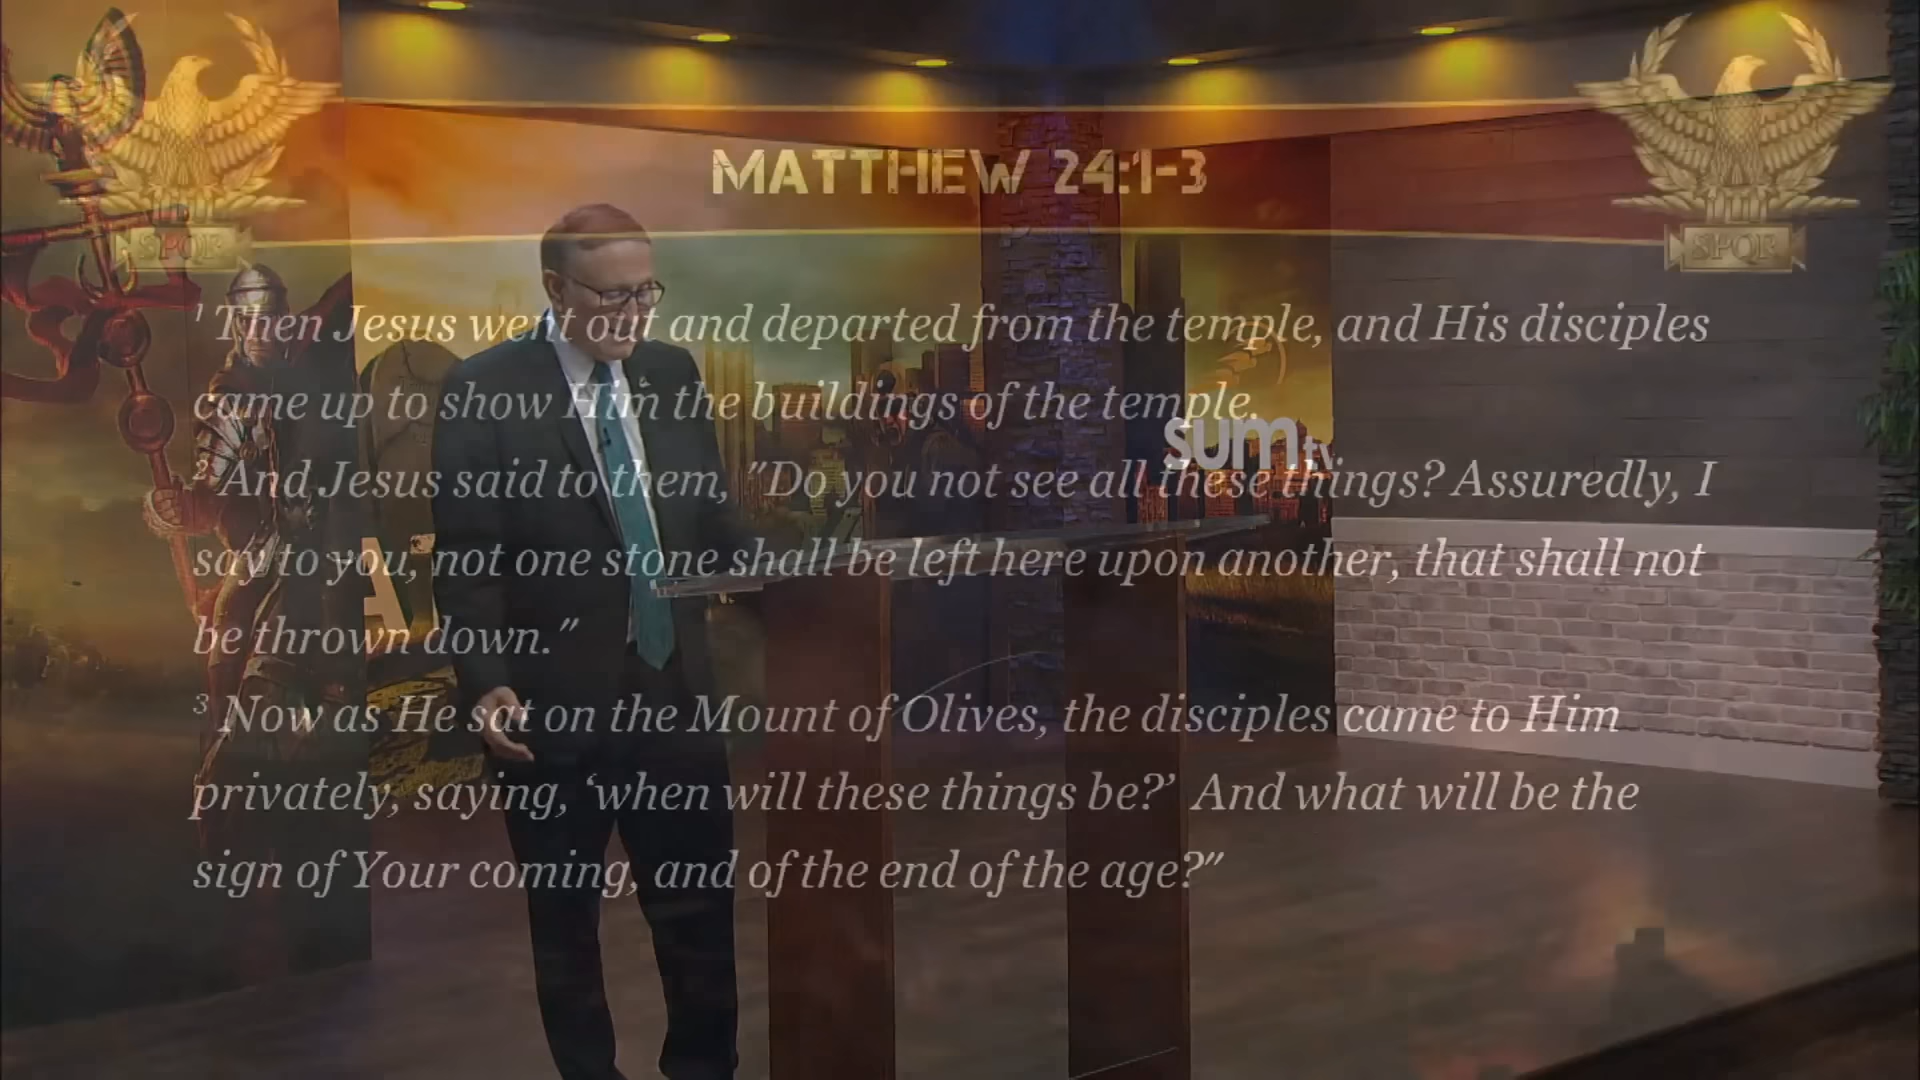 MATTHEW 24:1-3
SPQR
SPQR
¹ Then Jesus went out and departed from the temple, and His disciples
came up to show Him the buildings of the temple.
sumtv
² And Jesus said to them, "Do you not see all these things? Assuredly, I
say to you, not one stone shall be left here upon another, that shall not
be thrown down."
³ Now as He sat on the Mount of Olives, the disciples came to Him
privately, saying, ‘when will these things be?’ And what will be the
sign of Your coming, and of the end of the age?"